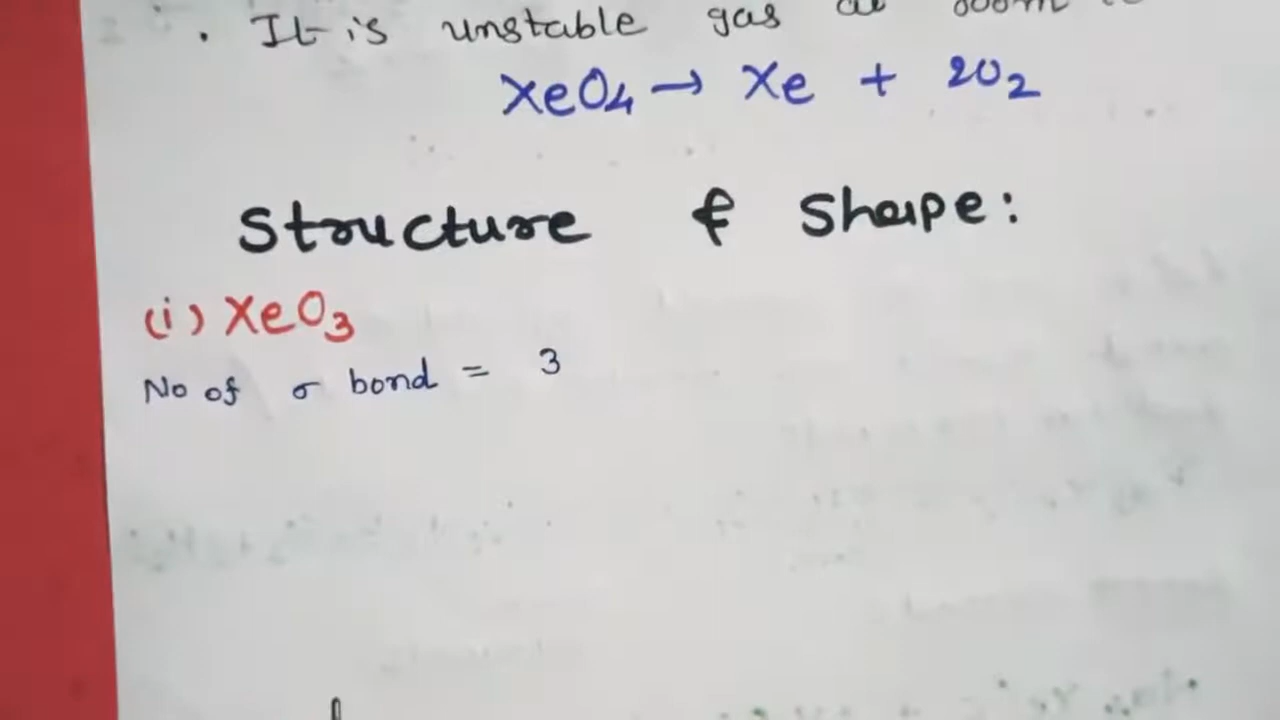 . It is unstable gas
XeO4 → Xe + 2O2
Structure & Shape:
(i) XeO3
No of σ bond = 3